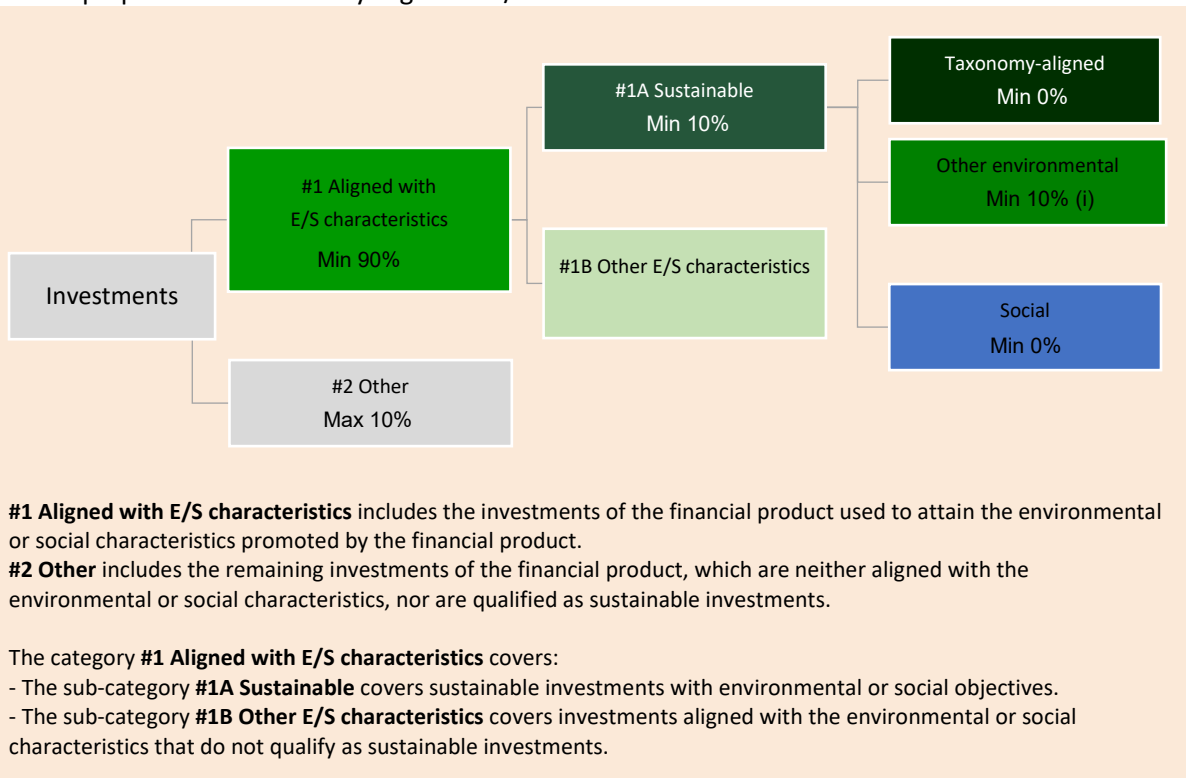 Taxonomy-aligned
Min 0%
#1A Sustainable
Min 10%
Other environmental
Min 10% (i)
#1 Aligned with
E/S characteristics
Min 90%
#1B Other E/S characteristics
Investments
Social
Min 0%
#2 Other
Max 10%
#1 Aligned with E/S characteristics includes the investments of the financial product used to attain the environmental
or social characteristics promoted by the financial product.
#2 Other includes the remaining investments of the financial product, which are neither aligned with the
environmental or social characteristics, nor are qualified as sustainable investments.
The category #1 Aligned with E/S characteristics covers:
- The sub-category #1A Sustainable covers sustainable investments with environmental or social objectives.
- The sub-category #1B Other E/S characteristics covers investments aligned with the environmental or social
characteristics that do not qualify as sustainable investments.